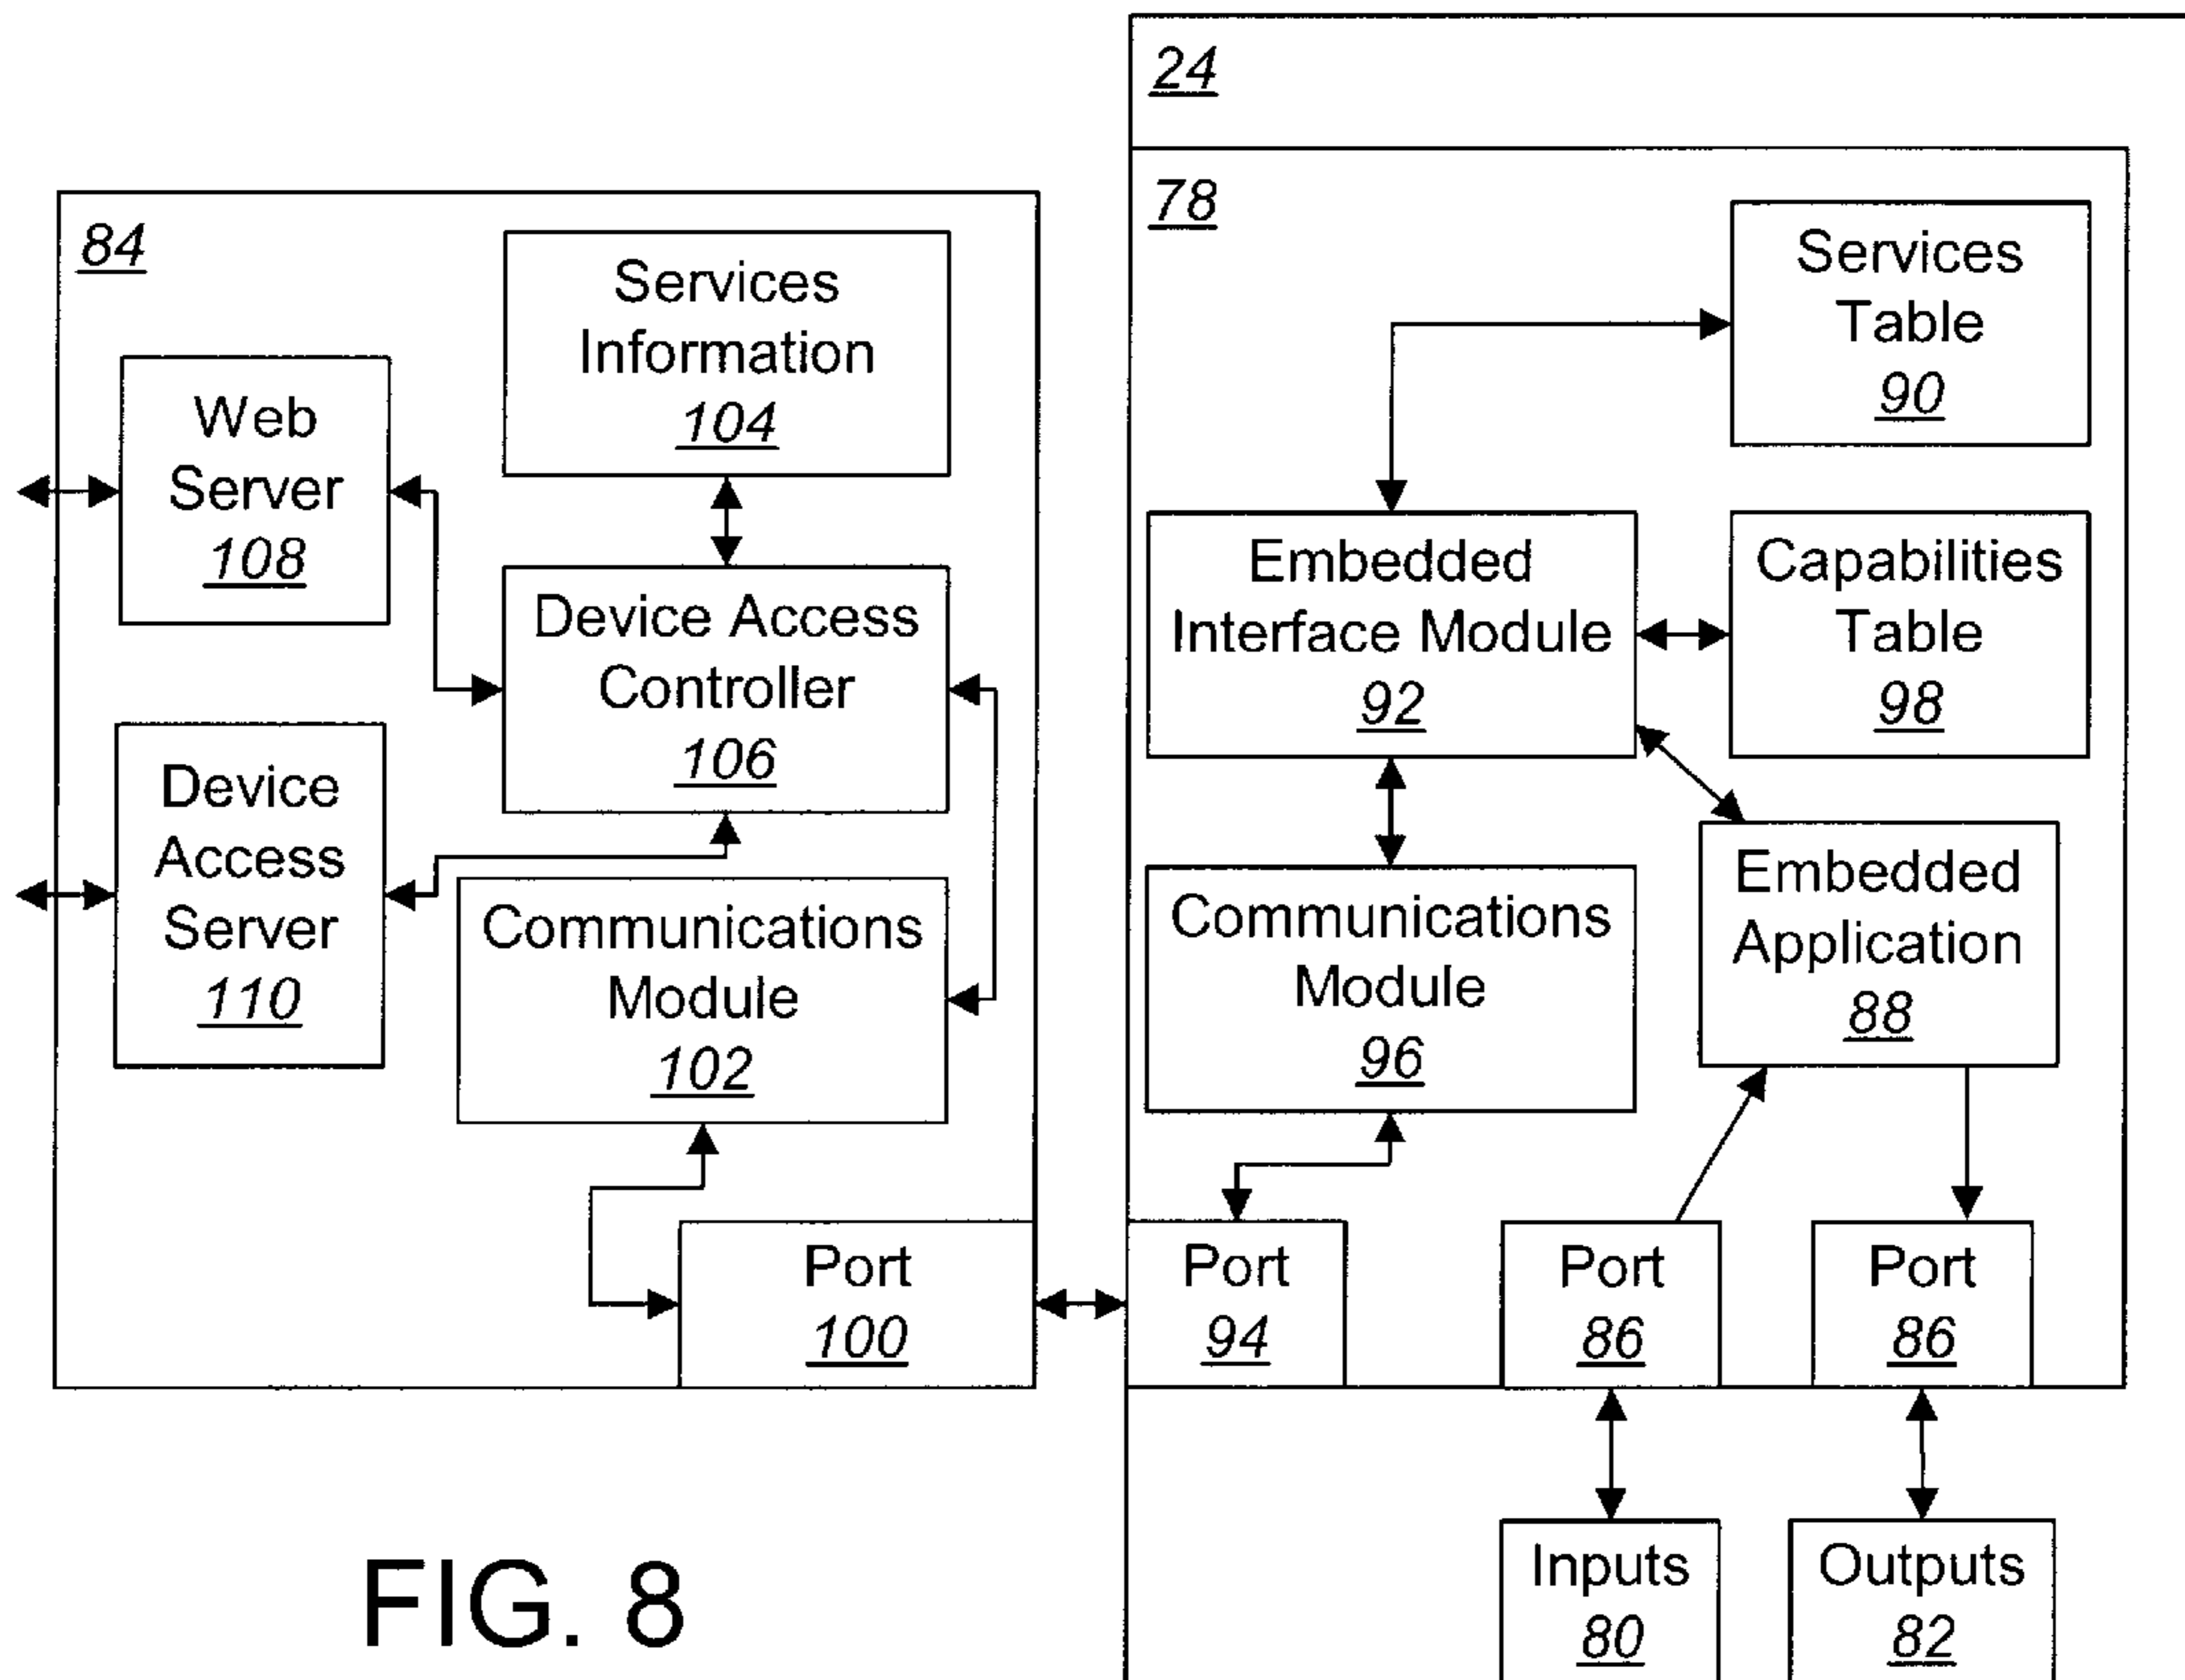 24
78
Services
Table
90
Embedded
Interface Module
92
Capabilities
Table
98
Communications
Module
96
Embedded
Application
88
Port
94
Port
86
Port
86
Inputs
80
Outputs
82
84
Services
Information
104
Web
Server
108
Device Access
Controller
106
Device
Access
Server
110
Communications
Module
102
Port
100
FIG. 8